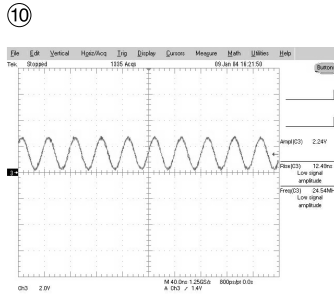 10
File Edit Vertical Horiz/Acq Trig Display Cursors Measure Math Utilities Help
Tek Stopped 1335 Acqs 09 Jan 04 16:21:50
Buttons
Ampl(C3) 2.24V
Rise(C3) 12.48ns
Low signal
amplitude
Freq(C3) 24.54MH
Low signal
amplitude
3
Ch3 2.0V
M 40.0ns 1.25GS/s 800ps/pt 0.0s
A Ch3 1.4V